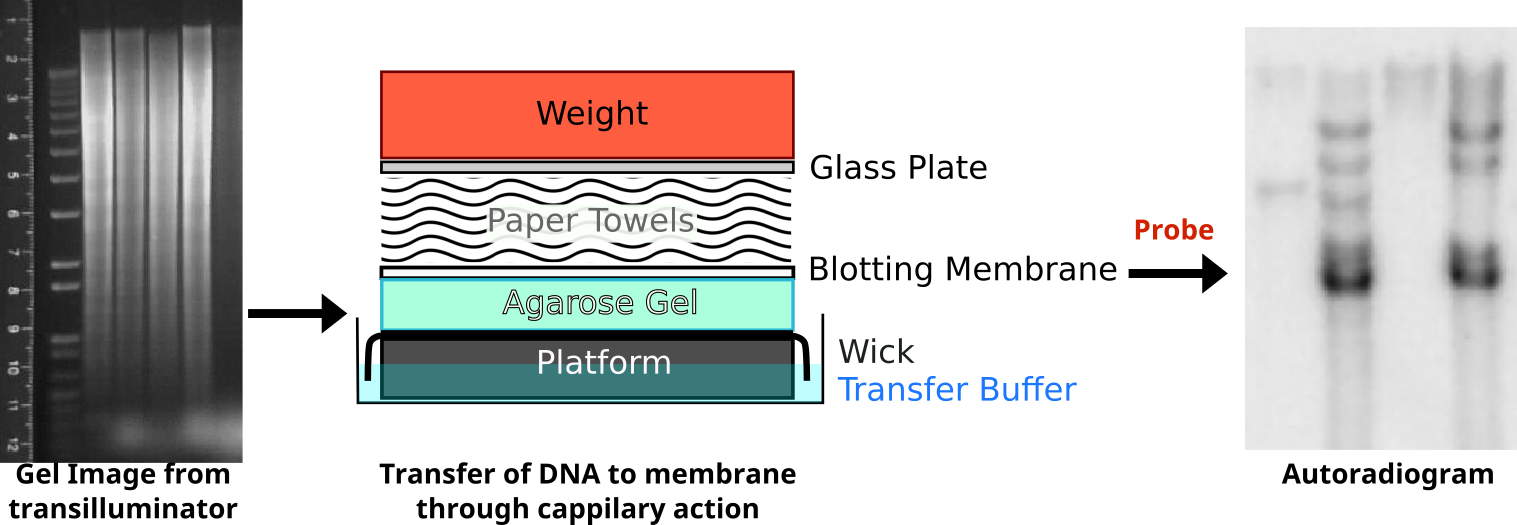 1
2
3
4
5
6
7
8
9
10
11
12
Weight
Glass Plate
Paper Towels
Probe
Blotting Membrane
Agarose Gel
Wick
Platform
Transfer Buffer
Gel Image from
transilluminator
Transfer of DNA to membrane
through cappilary action
Autoradiogram